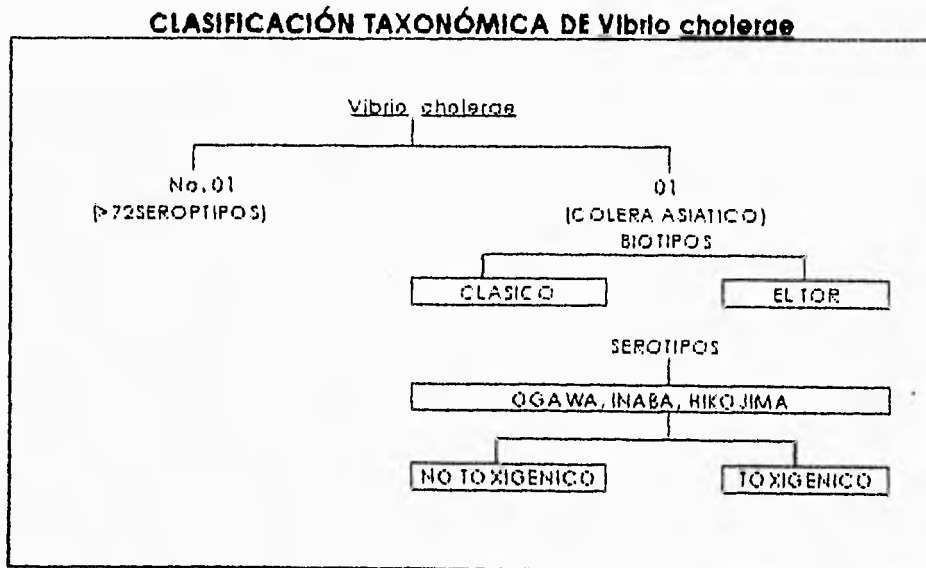 CLASIFICACIÓN TAXONÓMICA DE Vibrio cholerae
Vibrio cholerae
No.01
(>72SEROPTIPOS)
01
(COLERA ASIATICO)
BIOTIPOS
CLASICO
EL TOR
SEROTIPOS
OGAWA, INABA, HIKOJIMA
NO TOXIGENICO
TOXIGENICO